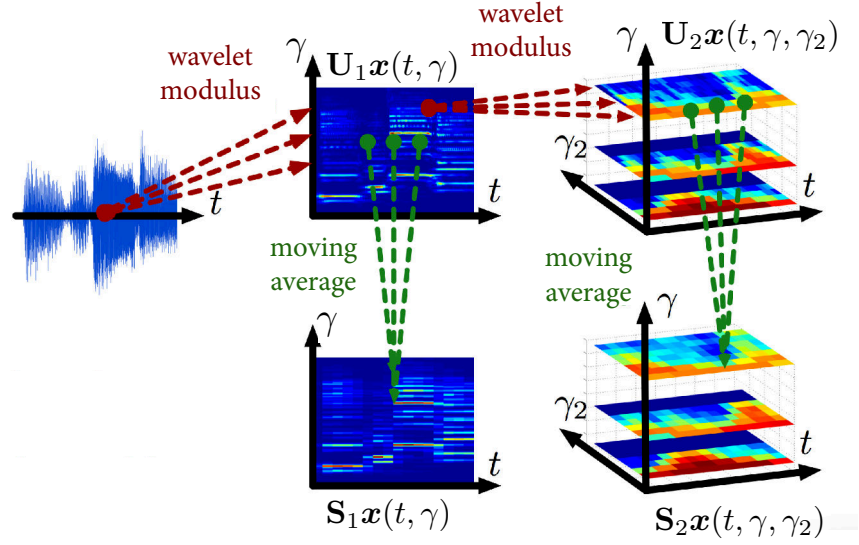 wavelet
modulus
γ
U₁x(t, γ)
t
wavelet
modulus
γ
U₂x(t, γ, γ₂)
γ₂
t
t
moving
average
moving
average
γ
t
S₁x(t, γ)
γ
γ₂
t
S₂x(t, γ, γ₂)